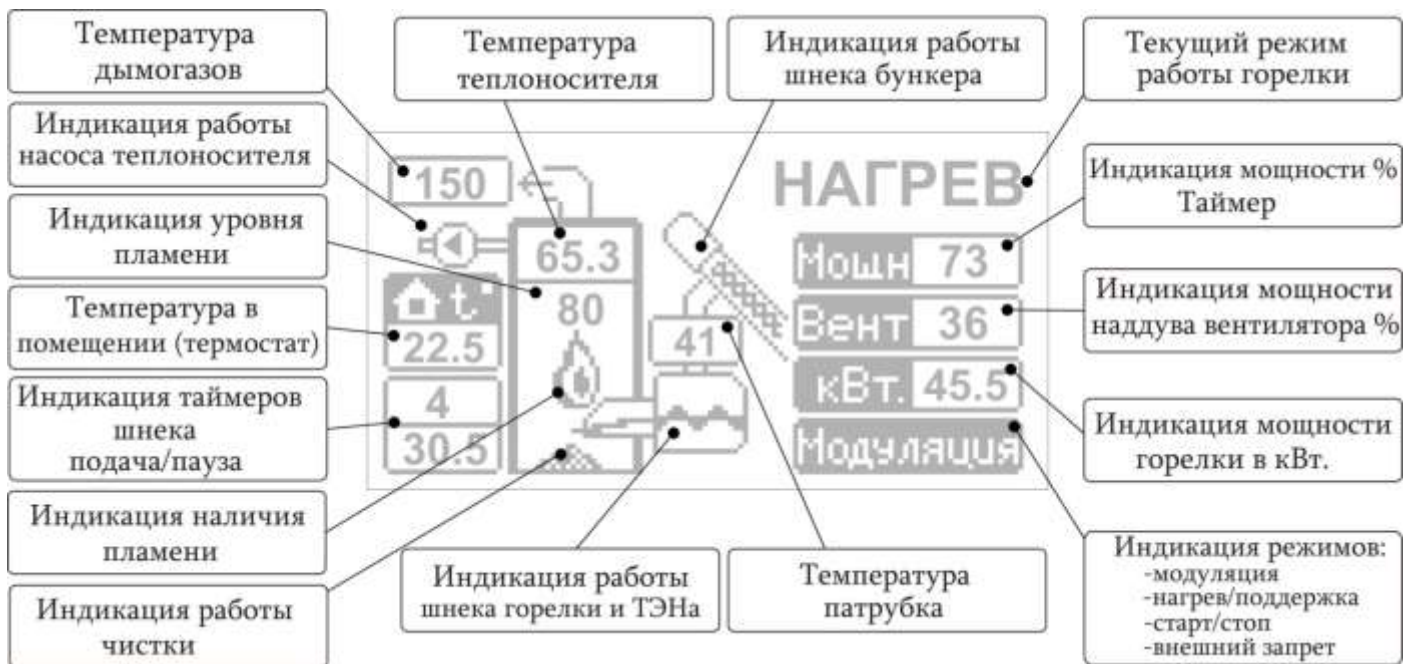 Температура
дымогазов
Температура
теплоносителя
Индикация работы
шнека бункера
Текущий режим
работы горелки
Индикация работы
насоса теплоносителя
Индикация уровня
пламени
Температура в
помещении (термостат)
Индикация таймеров
шнека
подача/пауза
Индикация наличия
пламени
Индикация работы
чистки
150
65.3
80
t°
22.5
4
30.5
41
НАГРЕВ
Мощн 73
Вент 36
кВт. 45.5
Модуляция
Индикация мощности %
Таймер
Индикация мощности
наддува вентилятора %
Индикация мощности
горелки в кВт.
Индикация работы
шнека горелки и ТЭНа
Температура
патрубка
Индикация режимов:
-модуляция
-нагрев/поддержка
-старт/стоп
-внешний запрет